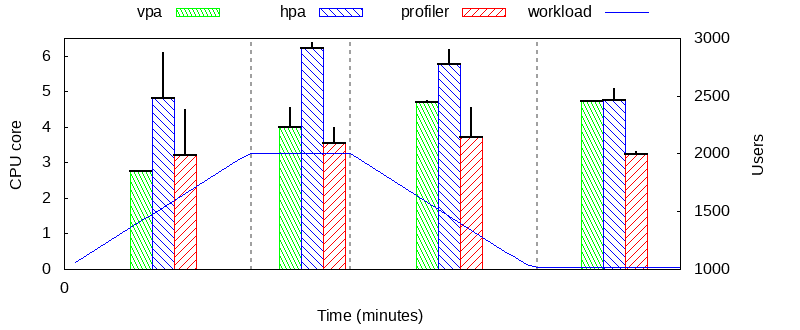 vpa hpa profiler workload
6 3000
5 2500
4
3 2000
2 1500
1
0 1000
CPU core
Users
0
Time (minutes)